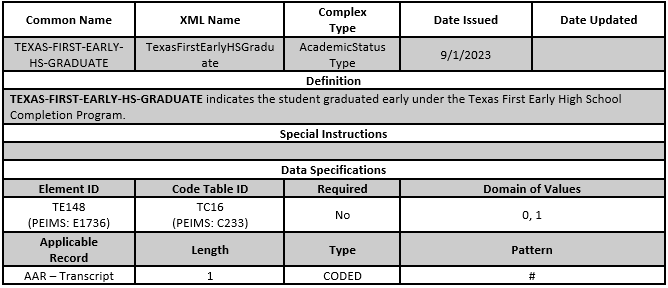 Common Name XML Name Complex Type Date Issued Date Updated
TEXAS-FIRST-EARLY-HS-GRADUATE TexasFirstEarlyHSGraduate AcademicStatusType 9/1/2023
Definition
TEXAS-FIRST-EARLY-HS-GRADUATE indicates the student graduated early under the Texas First Early High School
Completion Program.
Special Instructions
Data Specifications
Element ID Code Table ID Required Domain of Values
TE148 (PEIMS: E1736) TC16 (PEIMS: C233) No 0, 1
Applicable Record Length Type Pattern
AAR – Transcript 1 CODED #